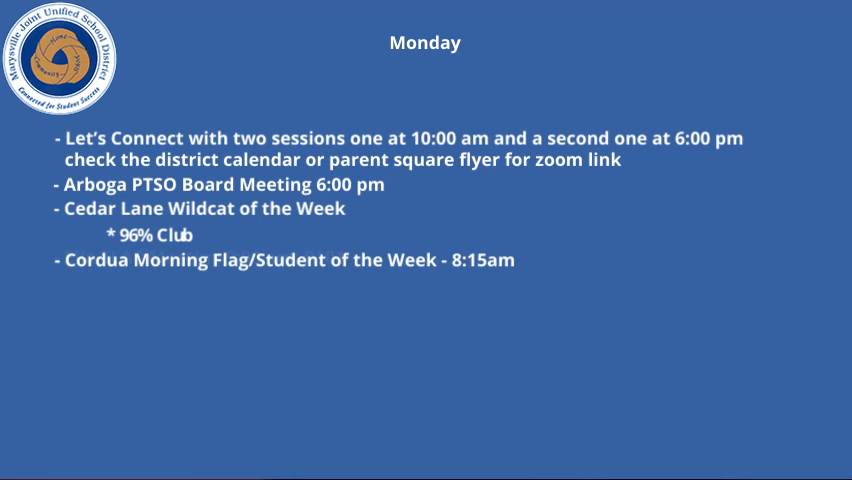 Marysville Joint Unified School District
Home
Community
Connected for Student Success
Monday
- Let’s Connect with two sessions one at 10:00 am and a second one at 6:00 pm
check the district calendar or parent square flyer for zoom link
- Arboga PTSO Board Meeting 6:00 pm
- Cedar Lane Wildcat of the Week
* 96% Club
- Cordua Morning Flag/Student of the Week - 8:15am